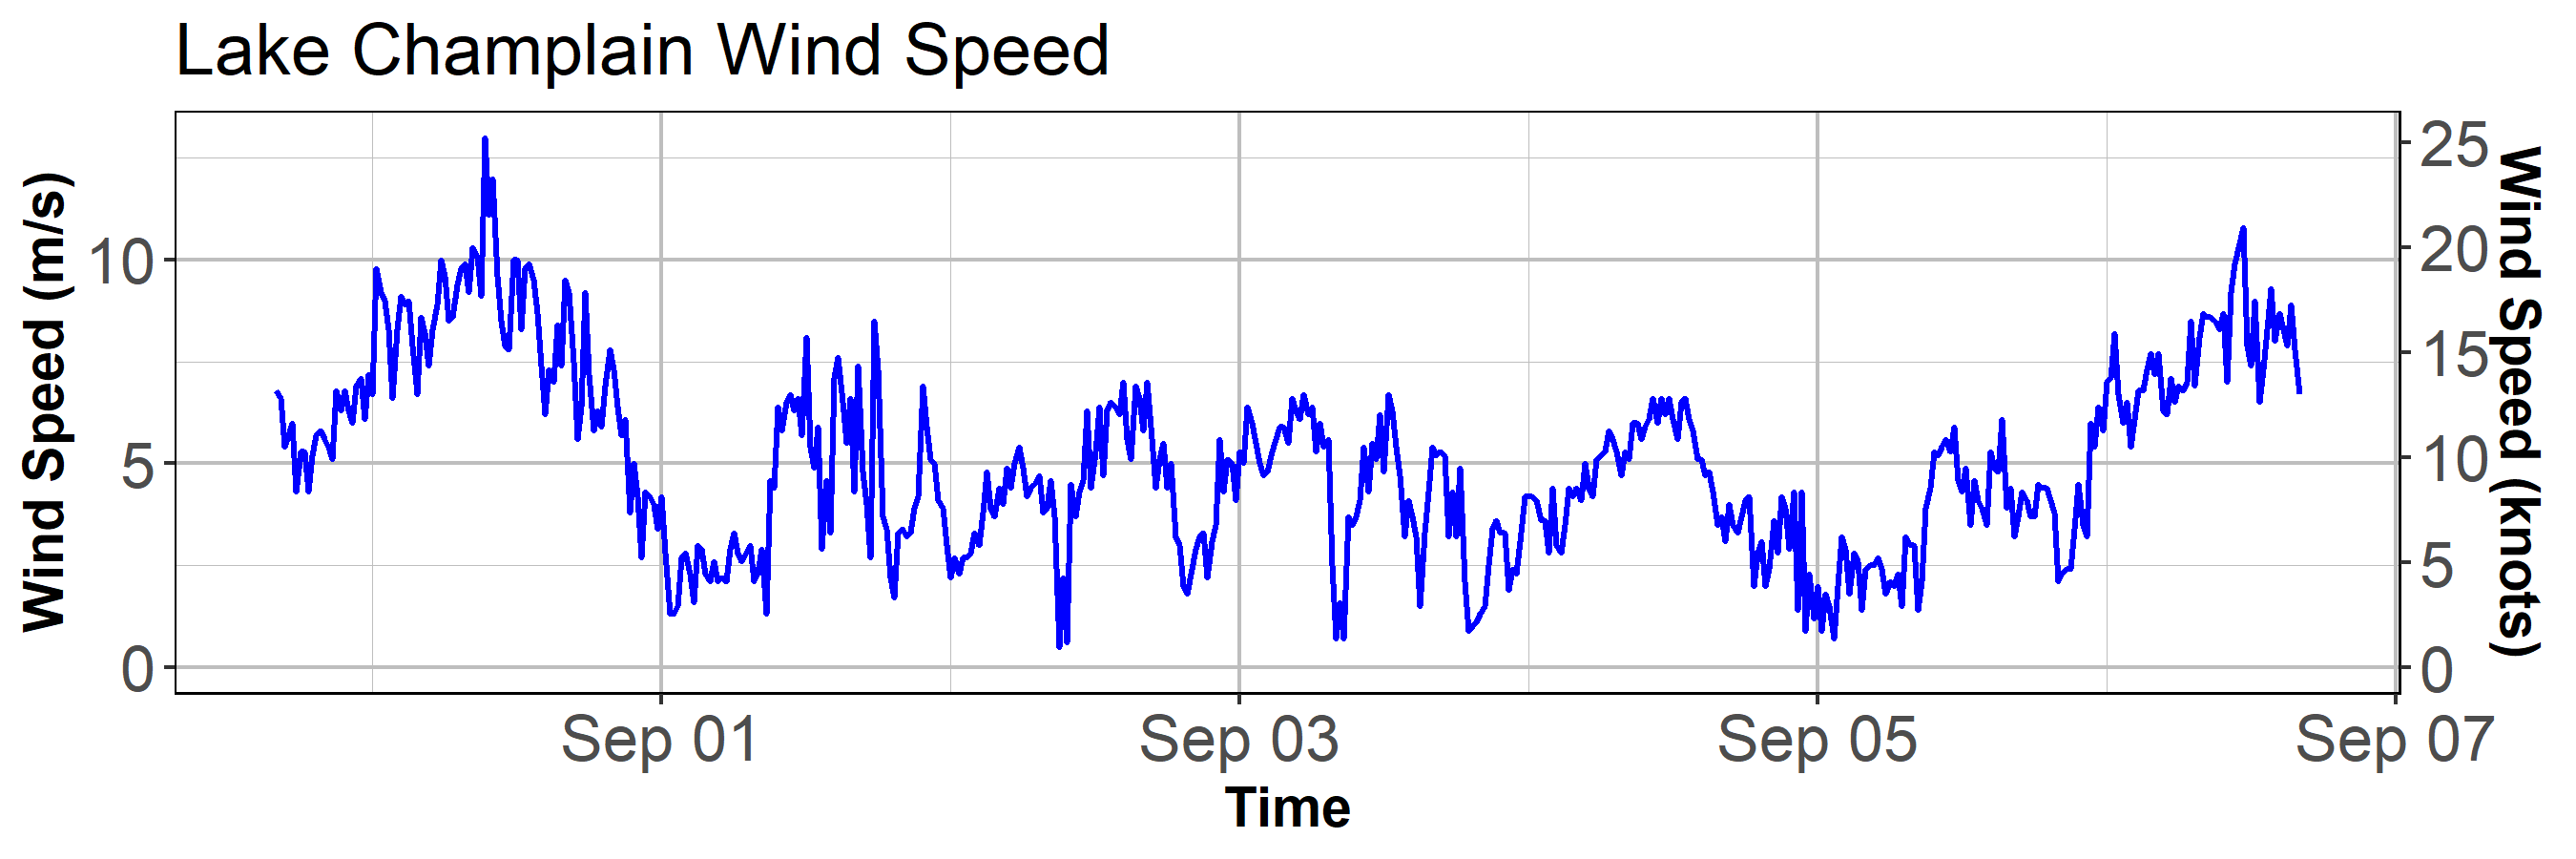 Lake Champlain Wind Speed
Wind Speed (m/s)
10
5
0
25
20
15
10
5
0
Wind Speed (knots)
Sep 01
Sep 03
Sep 05
Sep 07
Time